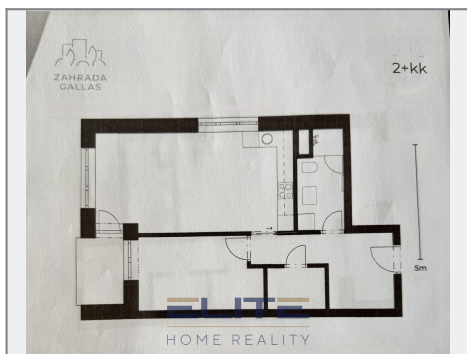 ZAHRADA
GALLAS
2+kk
5m
ELITE
HOME REALITY